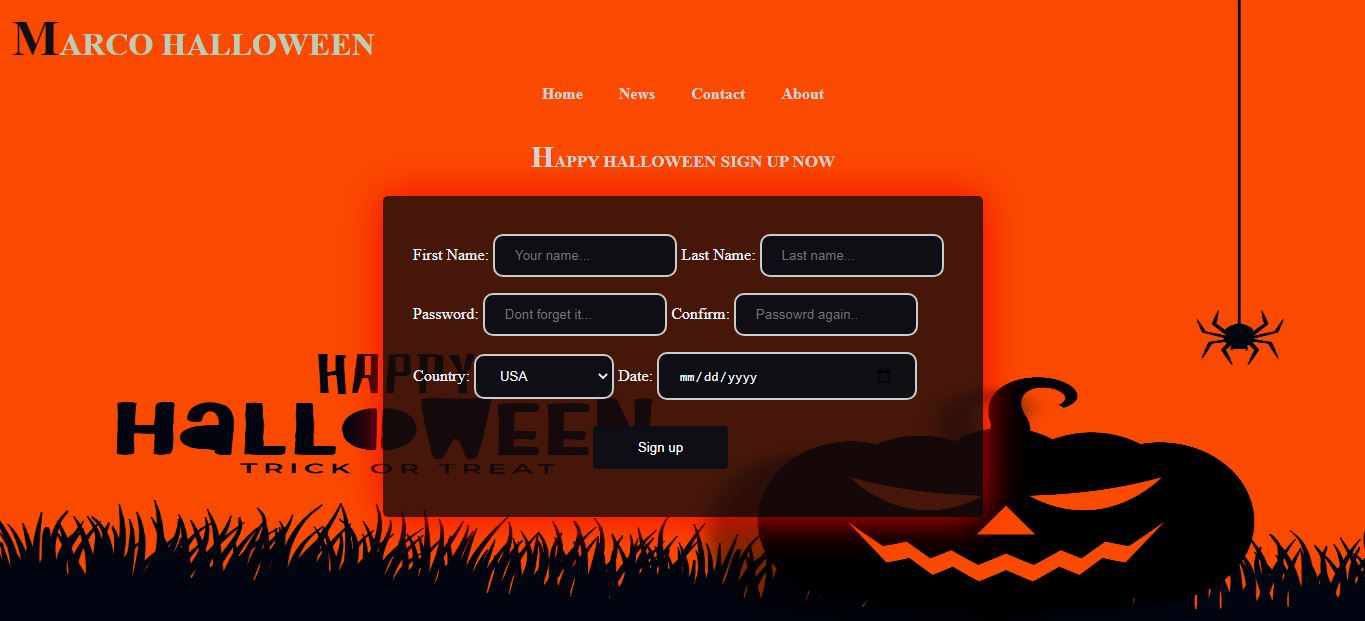 MARCO HALLOWEEN
Home News Contact About
HAPPY HALLOWEEN SIGN UP NOW
First Name: Your name... Last Name: Last name...
Password: Dont forget it... Confirm: Passowrd again..
HAPPY
Country: USA Date: mm/dd/yyyy
HALLOWEEN
Sign up
TRICK OR TREAT